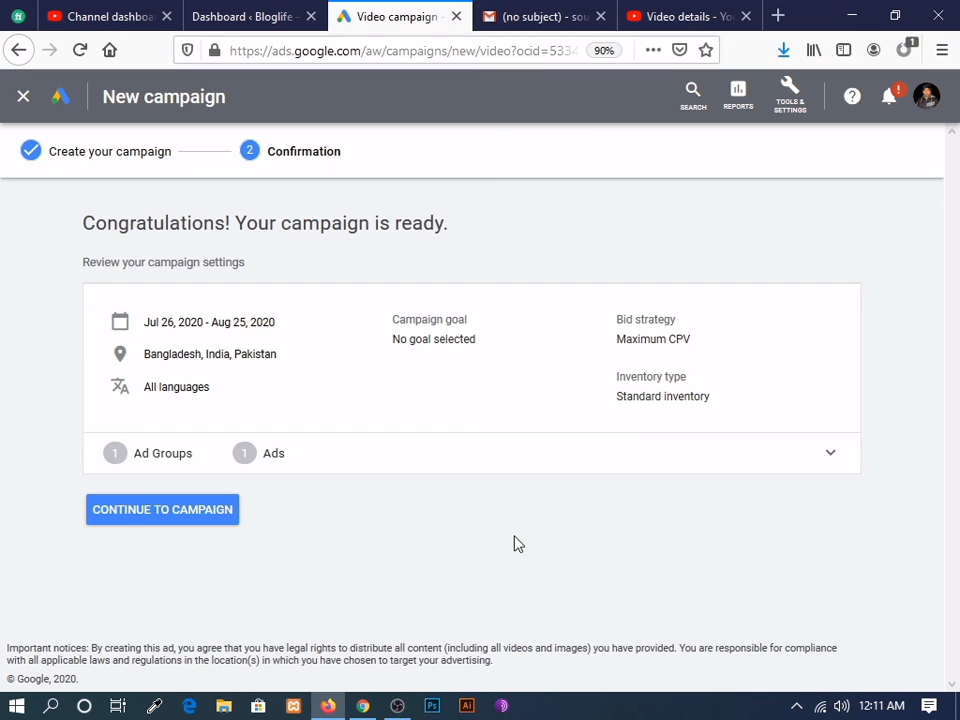 Channel dashboa
Dashboard ‹ Bloglife –
Video campaign -
(no subject) - sou
Video details - Yo
https://ads.google.com/aw/campaigns/new/video?ocid=5334
90%
1
New campaign
SEARCH
REPORTS
TOOLS &
SETTINGS
?
!
Create your campaign
2
Confirmation
Congratulations! Your campaign is ready.
Review your campaign settings
Jul 26, 2020 - Aug 25, 2020
Bangladesh, India, Pakistan
All languages
Campaign goal
No goal selected
Bid strategy
Maximum CPV
Inventory type
Standard inventory
1 Ad Groups
1 Ads
CONTINUE TO CAMPAIGN
Important notices: By creating this ad, you agree that you have legal rights to distribute all content (including all videos and images) you have provided. You are responsible for compliance
with all applicable laws and regulations in the location(s) in which you have chosen to target your advertising.
© Google, 2020.
Ps
Ai
12:11 AM